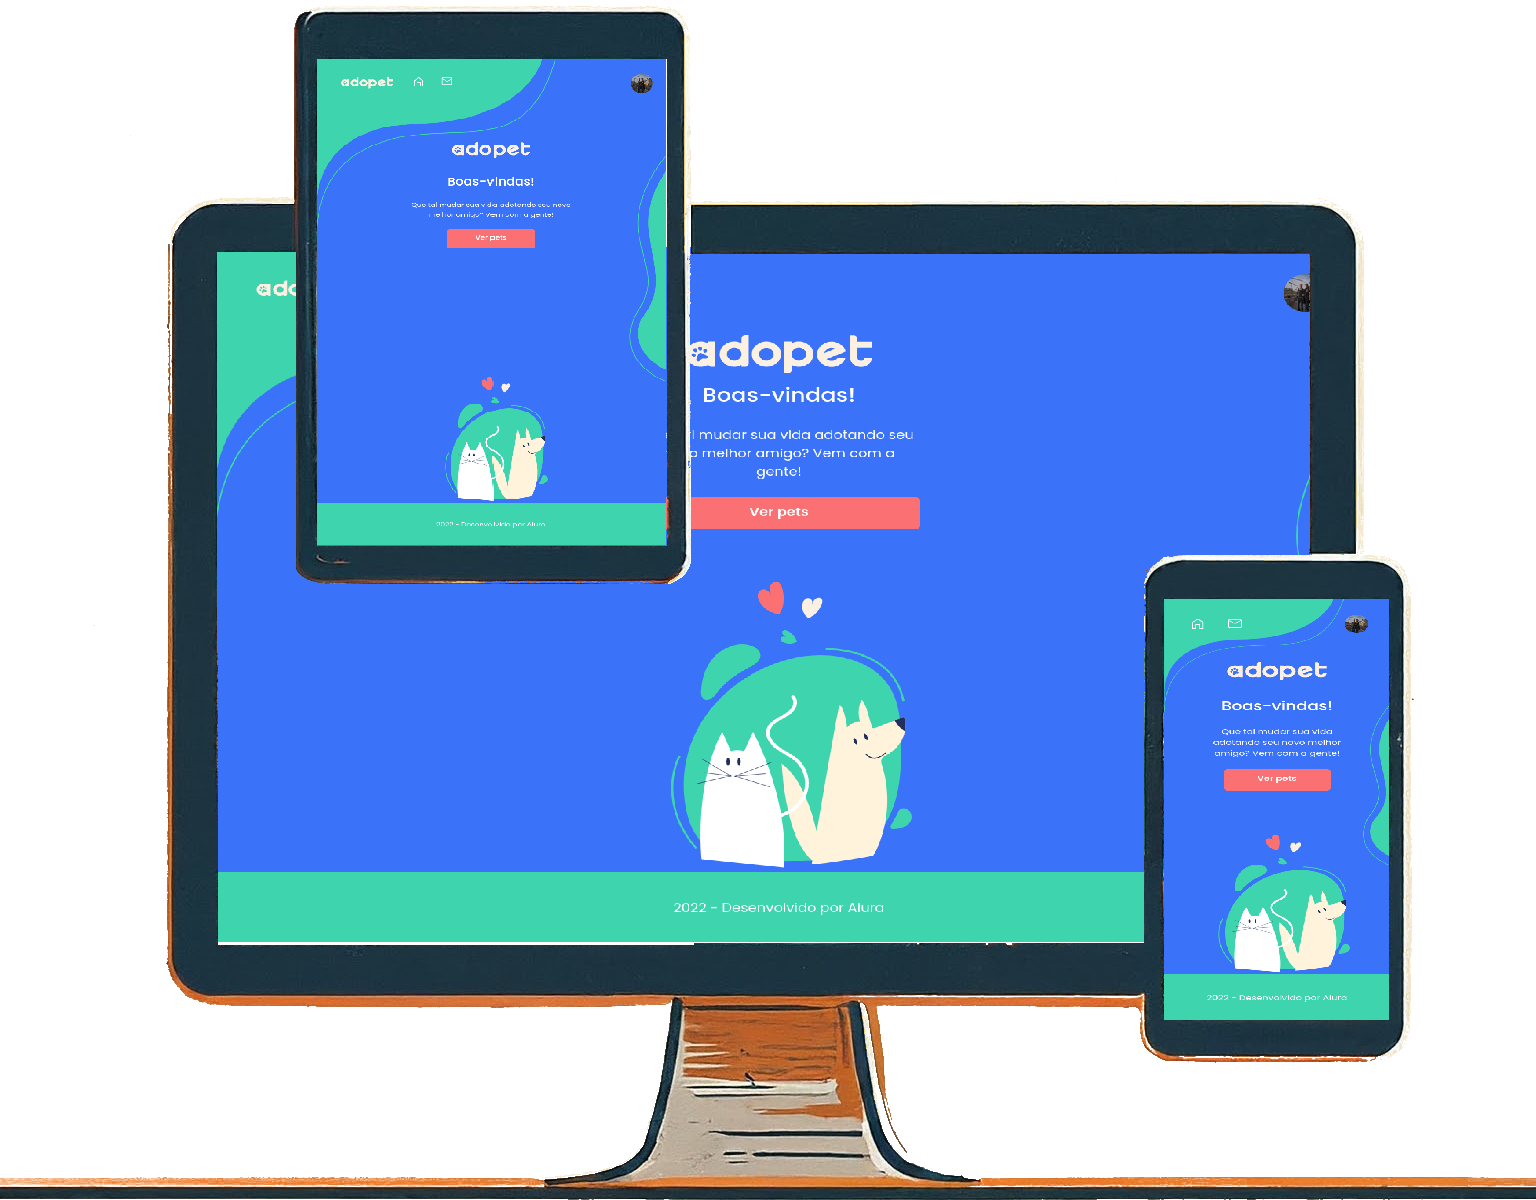 adopet
adopet
Boas-vindas!
Que tal mudar sua vida adotando seu novo
melhor amigo? Vem com a gente!
Ver pets
2022 - Desenvolvido por Alura
ado
adopet
Boas-vindas!
mudar sua vida adotando seu
melhor amigo? Vem com a
gente!
Ver pets
2022 - Desenvolvido por Alura
adopet
Boas-vindas!
Que tal mudar sua vida
adotando seu novo melhor
amigo? Vem com a gente!
Ver pets
2022 - Desenvolvido por Alura